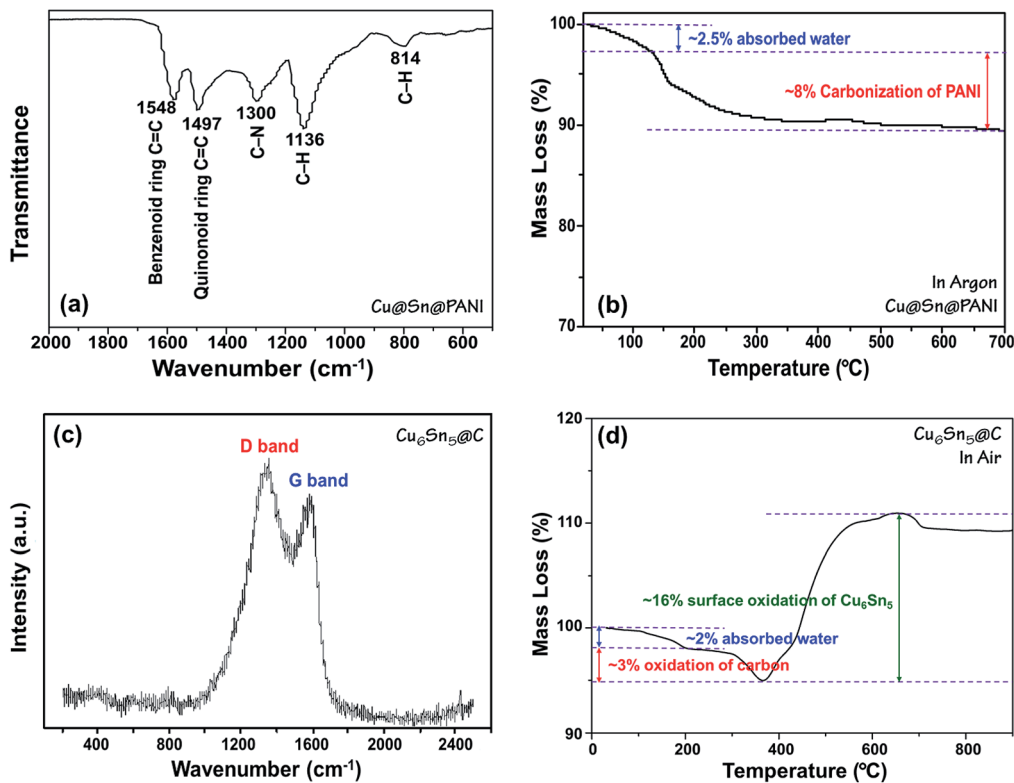 Transmittance
1548
Benzenoid ring C=C
1497
Quinonoid ring C=C
1300
C–N
1136
C–H
814
C–H
(a)
Cu@Sn@PANI
2000 1800 1600 1400 1200 1000 800 600
Wavenumber (cm⁻¹)
Mass Loss (%)
100
90
80
70
~2.5% absorbed water
~8% Carbonization of PANI
(b)
In Argon
Cu@Sn@PANI
100 200 300 400 500 600 700
Temperature (ºC)
Intensity (a.u.)
(c)
Cu₆Sn₅@C
D band
G band
400 800 1200 1600 2000 2400
Wavenumber (cm⁻¹)
Mass Loss (%)
120
110
100
90
(d)
Cu₆Sn₅@C
In Air
~16% surface oxidation of Cu₆Sn₅
~2% absorbed water
~3% oxidation of carbon
0 200 400 600 800
Temperature (ºC)